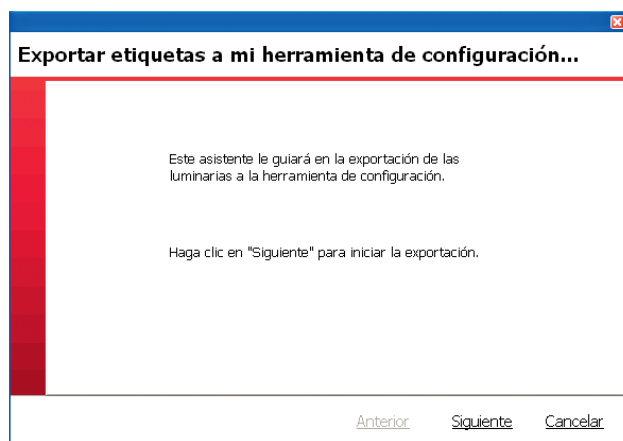 Exportar etiquetas a mi herramienta de configuración...
Este asistente le guiará en la exportación de las
luminarias a la herramienta de configuración.
Haga clic en "Siguiente" para iniciar la exportación.
Anterior Siguiente Cancelar